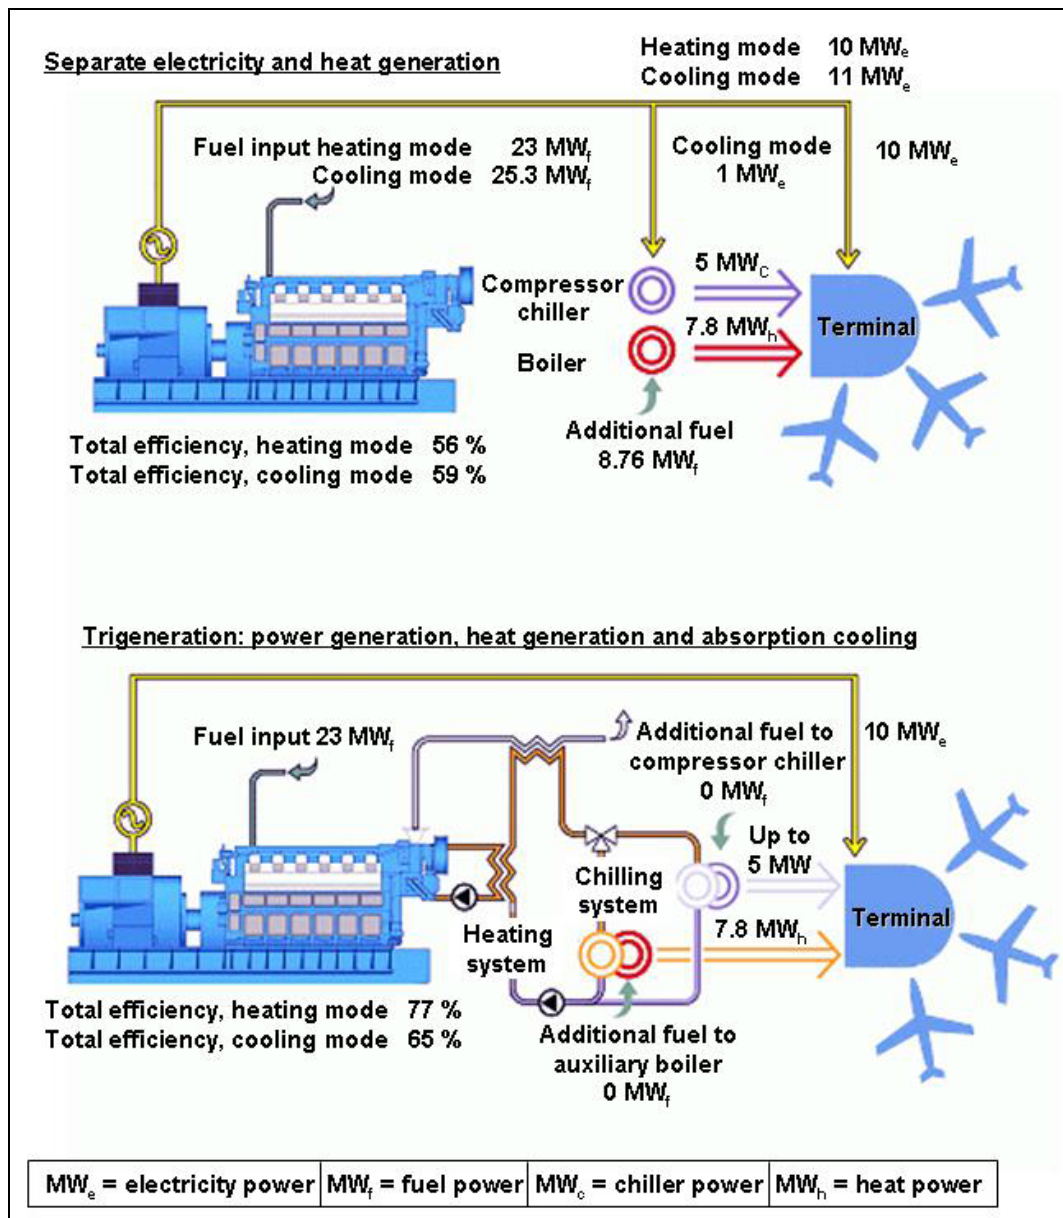 Separate electricity and heat generation
Heating mode 10 MWe
Cooling mode 11 MWe
Fuel input heating mode 23 MWf
Cooling mode 25.3 MWf
Cooling mode
1 MWe
10 MWe
Compressor
chiller
5 MWC
Boiler
7.8 MWh
Terminal
Additional fuel
8.76 MWf
Total efficiency, heating mode 56 %
Total efficiency, cooling mode 59 %
Trigeneration: power generation, heat generation and absorption cooling
Fuel input 23 MWf
Additional fuel to
compressor chiller
0 MWf
10 MWe
Up to
5 MW
Chilling
system
Heating
system
7.8 MWh
Terminal
Total efficiency, heating mode 77 %
Total efficiency, cooling mode 65 %
Additional fuel to
auxiliary boiler
0 MWf
MWe = electricity power MWf = fuel power MWc = chiller power MWh = heat power